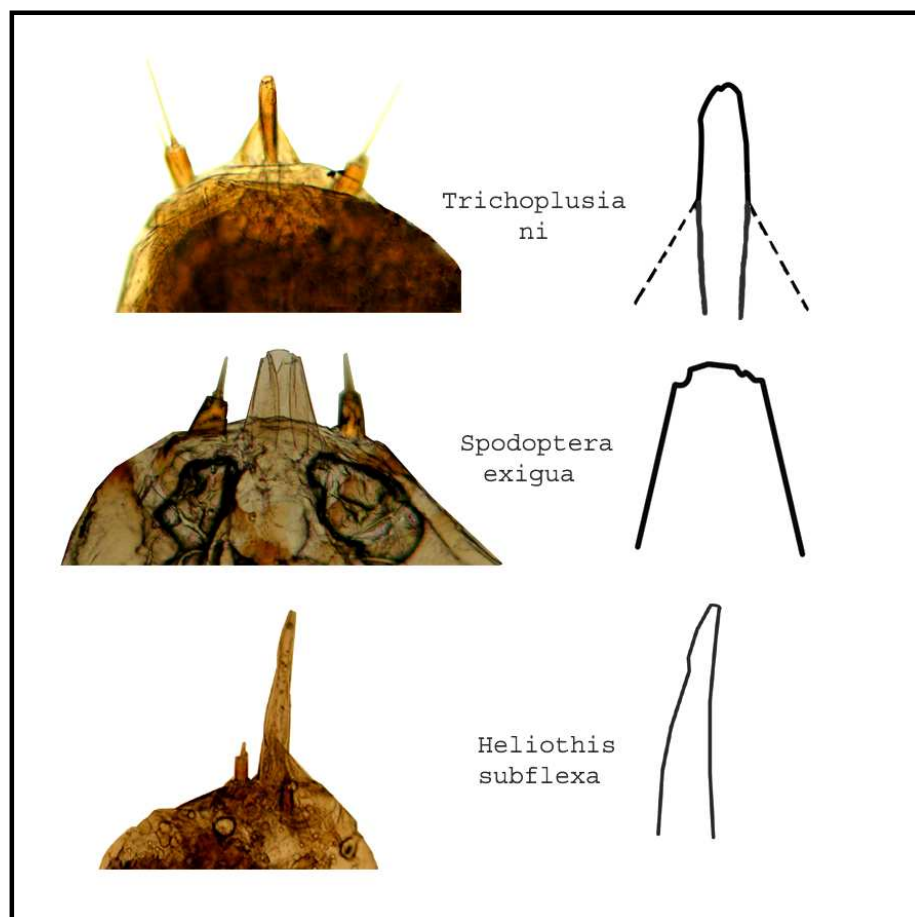 Trichoplusia
ni
Spodoptera
exigua
Heliothis
subflexa